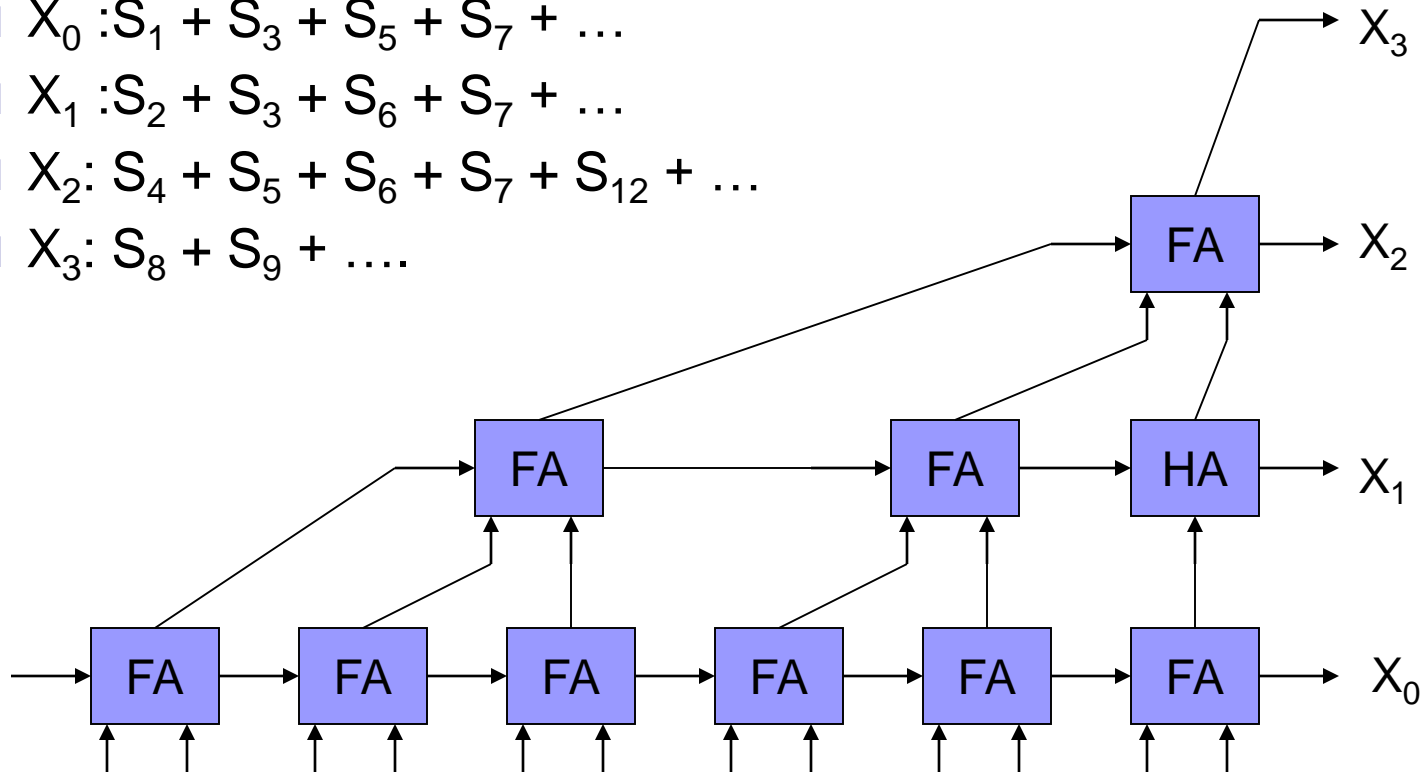 X₀ :S₁ + S₃ + S₅ + S₇ + …
X₁ :S₂ + S₃ + S₆ + S₇ + …
X₂: S₄ + S₅ + S₆ + S₇ + S₁₂ + …
X₃: S₈ + S₉ + ….
X₃
FA X₂
FA FA HA X₁
FA FA FA FA FA FA X₀